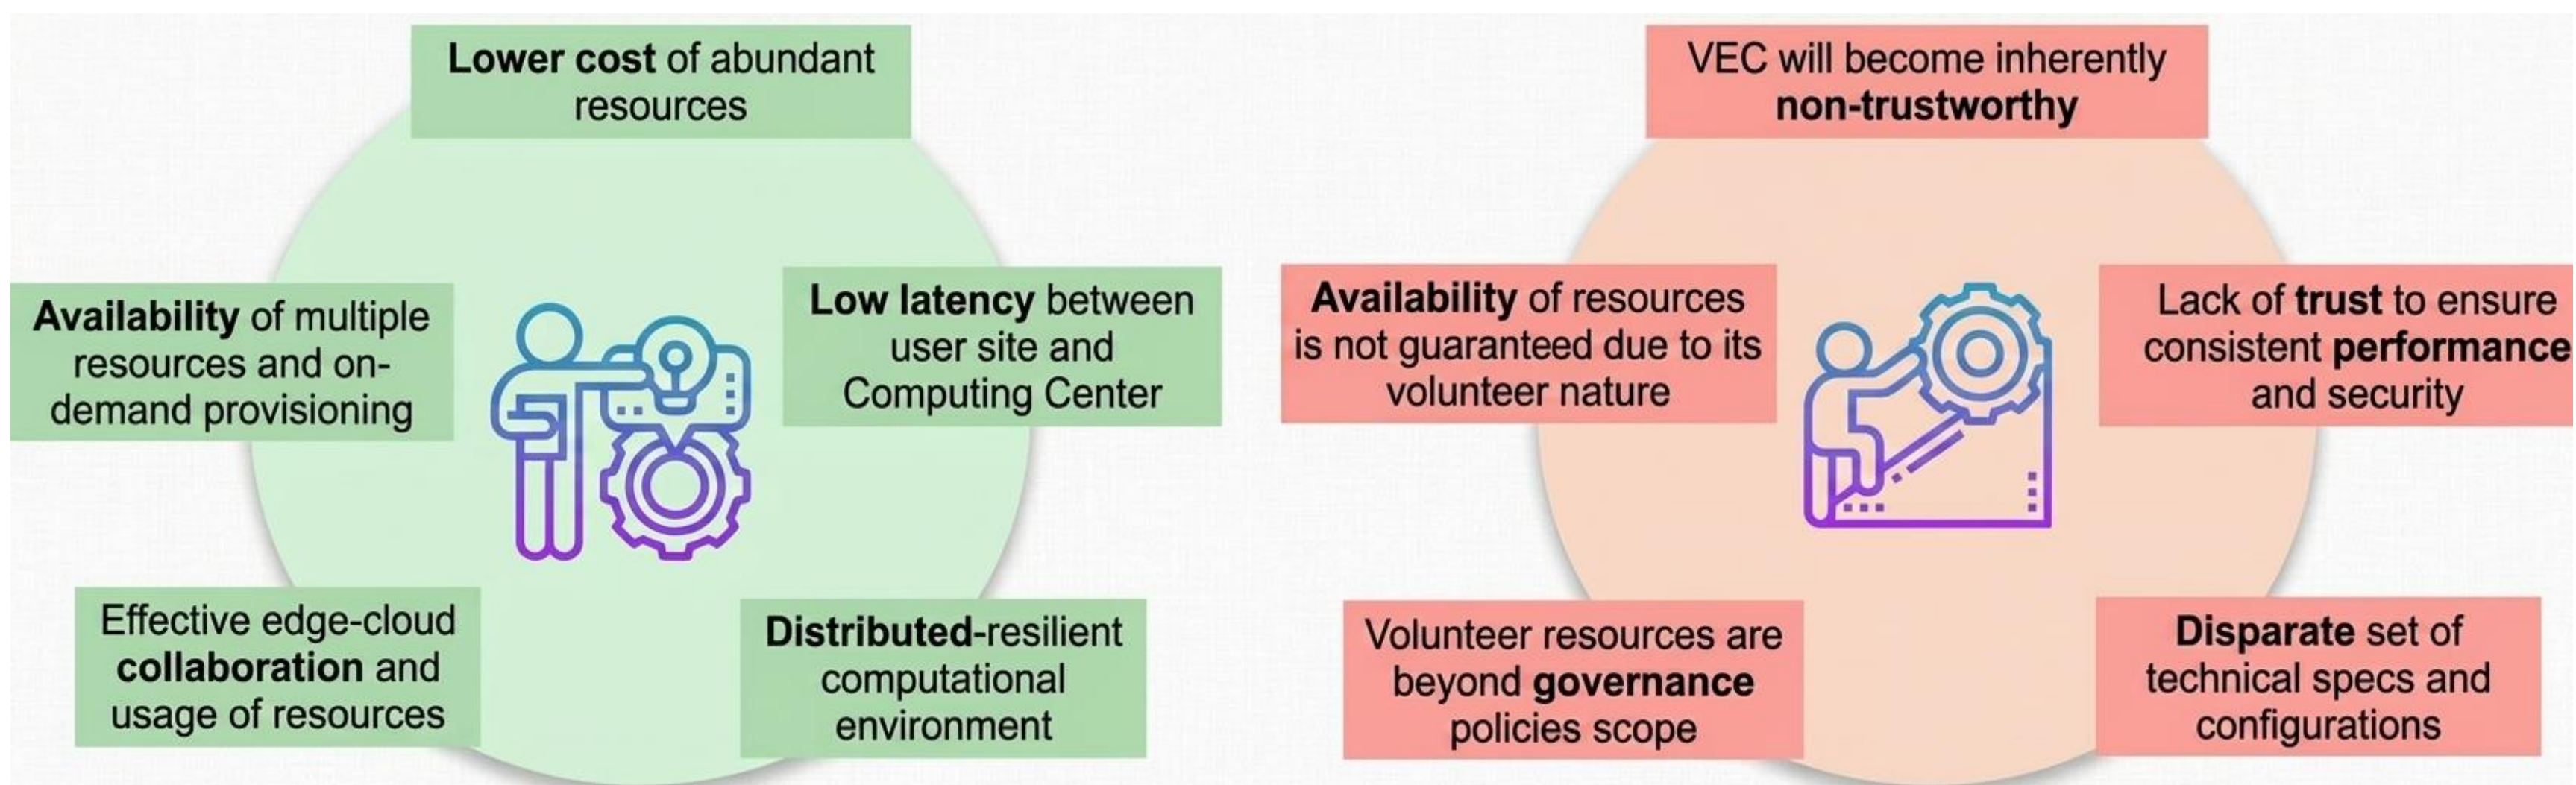 Lower cost of abundant
resources
Availability of multiple
resources and on-
demand provisioning
Low latency between
user site and
Computing Center
Effective edge-cloud
collaboration and
usage of resources
Distributed-resilient
computational
environment
VEC will become inherently
non-trustworthy
Availability of resources
is not guaranteed due to its
volunteer nature
Lack of trust to ensure
consistent performance
and security
Volunteer resources are
beyond governance
policies scope
Disparate set of
technical specs and
configurations